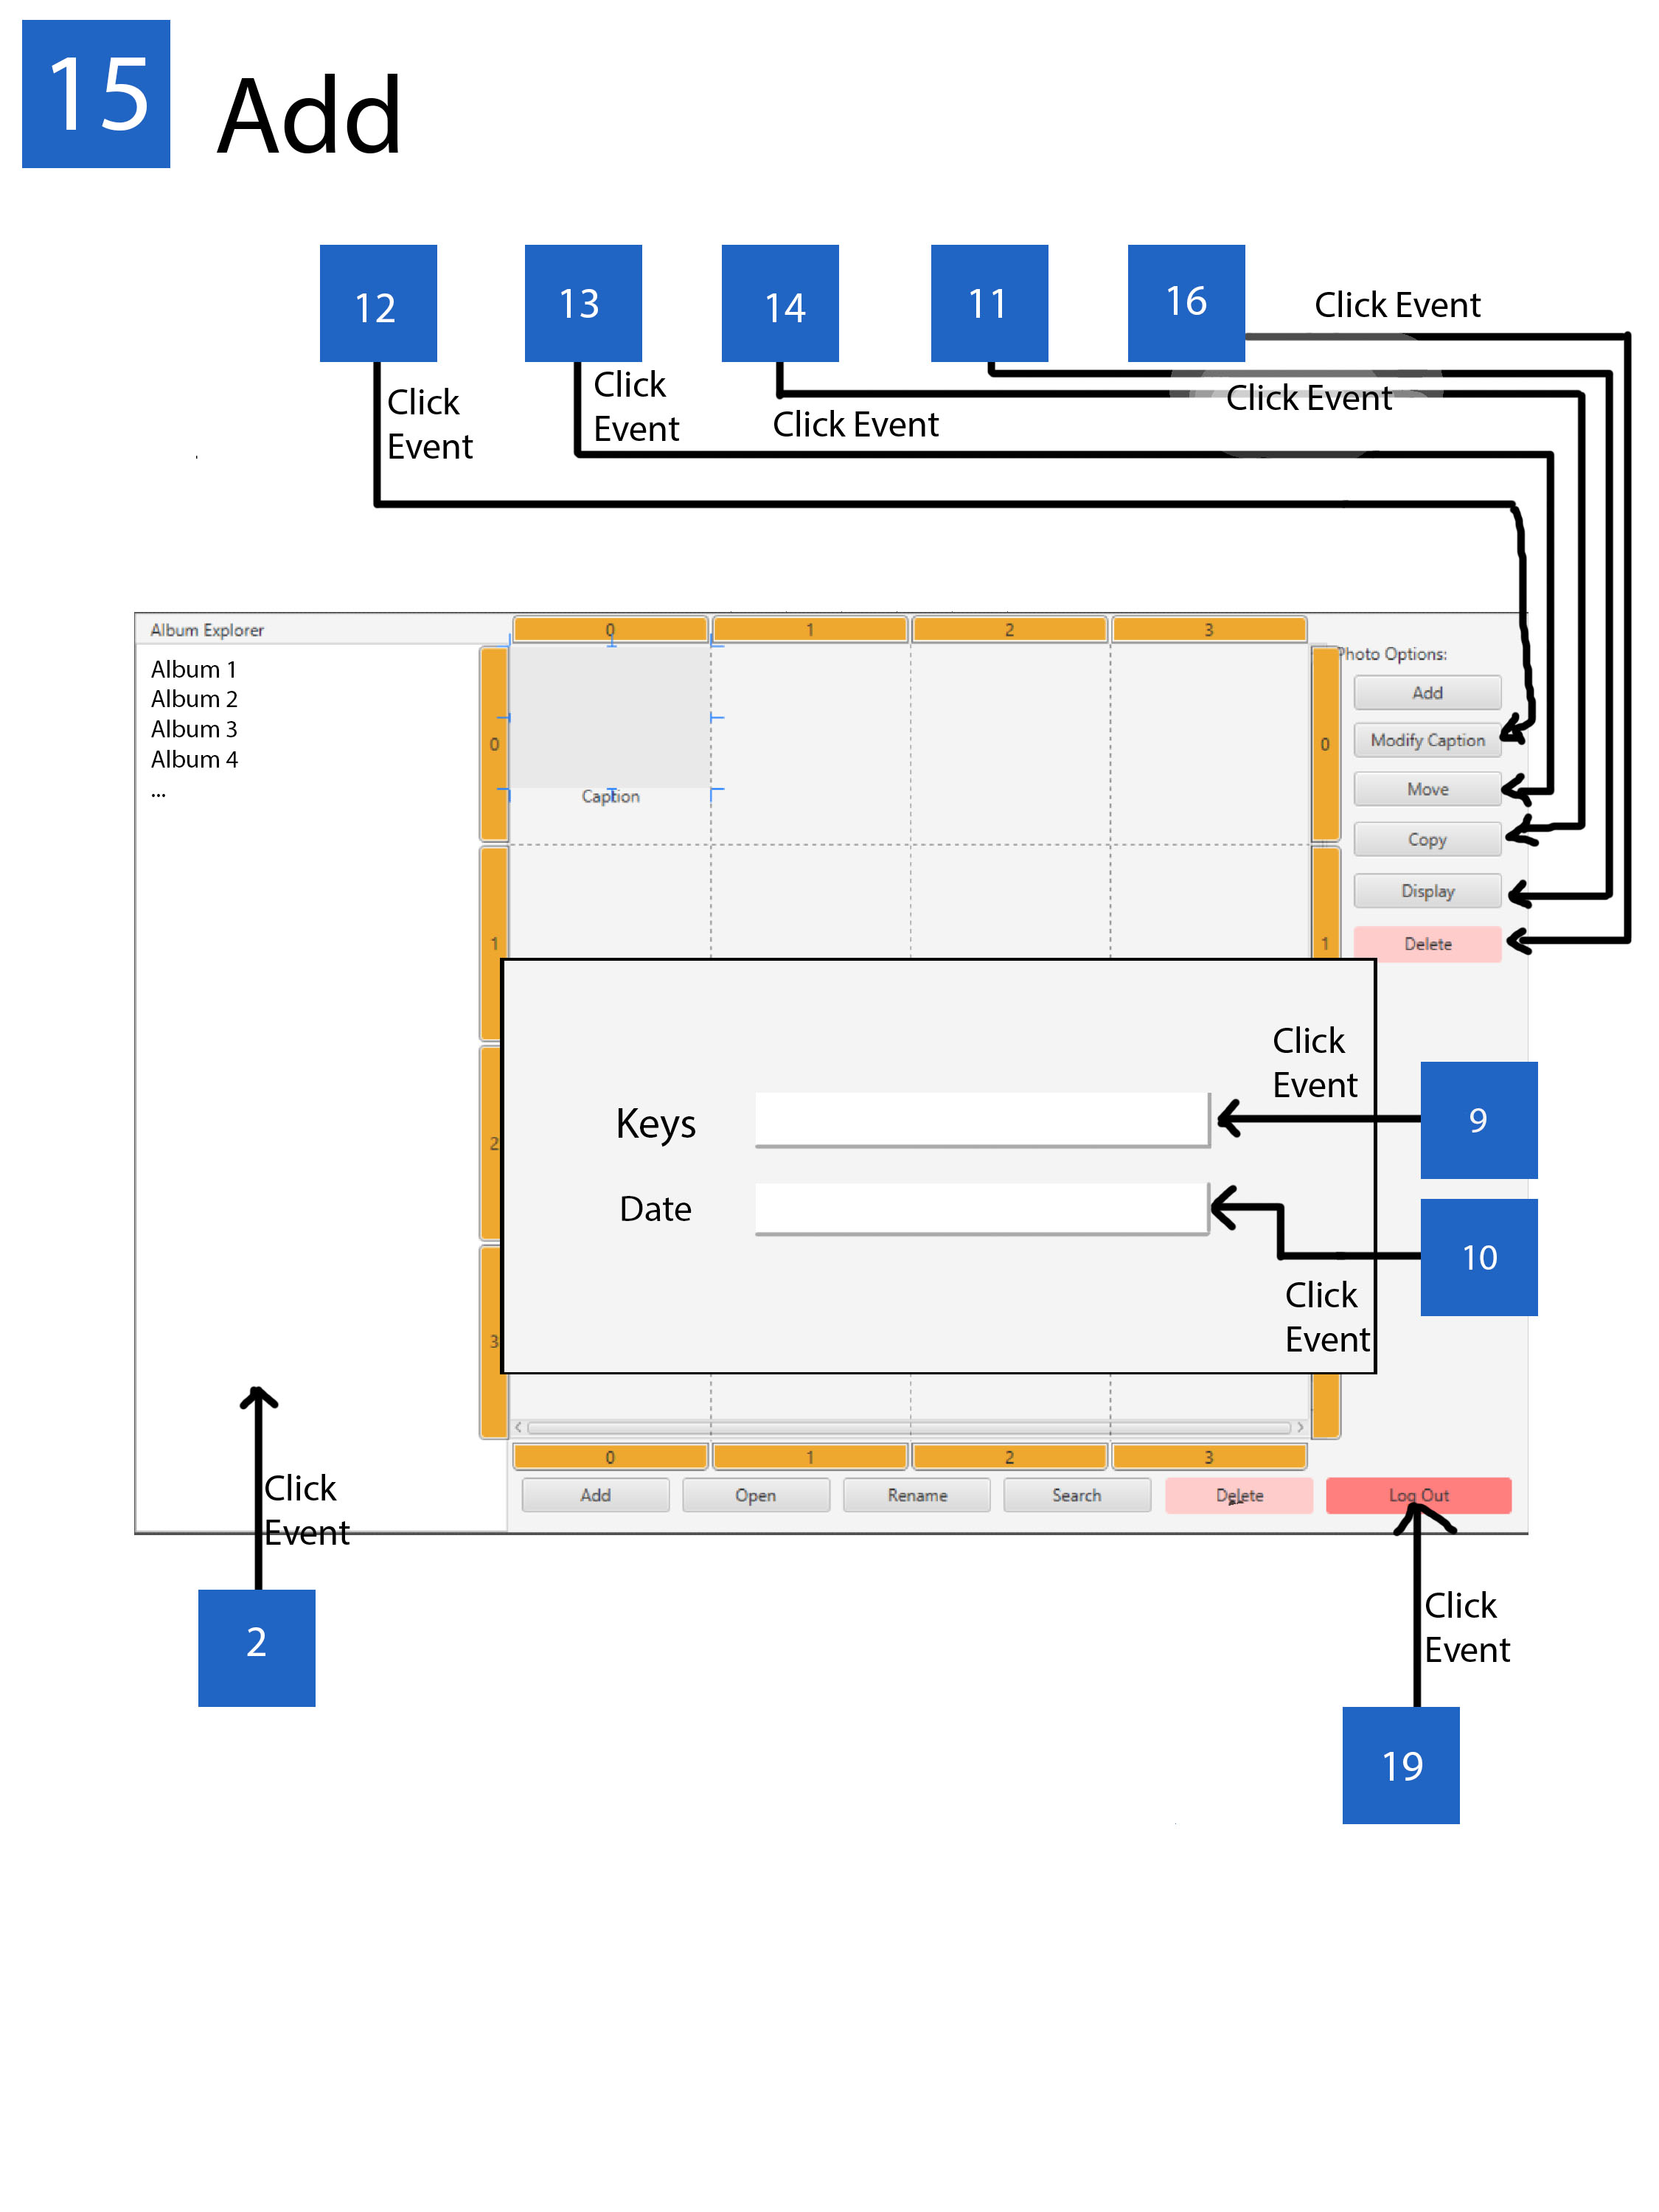 15 Add
12
13
14
11
16
Click Event
Click
Event
Click
Event
Click Event
Click Event
Album Explorer
0
1
2
3
Album 1
Album 2
Album 3
Album 4
...
0
Caption
0
Photo Options:
Add
Modify Caption
Move
Copy
Display
Delete
1
1
2
3
Click
Event
Keys
9
Date
10
Click
Event
0
1
2
3
Add
Open
Rename
Search
Delete
Log Out
Click
Event
2
Click
Event
19